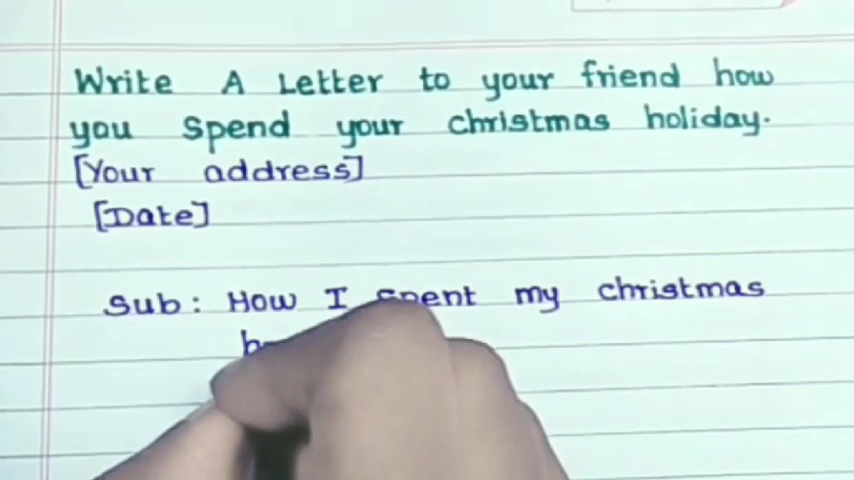 Write A Letter to your friend how
you spend your christmas holiday.
[Your address]
[Date]
Sub: How I spent my christmas